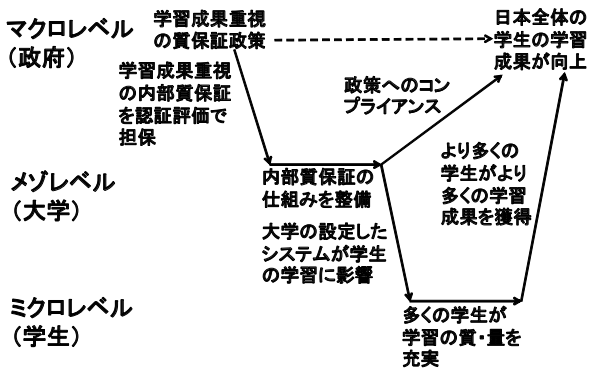 マクロレベル
（政府）
学習成果重視
の質保証政策
日本全体の
学生の学習
成果が向上
学習成果重視
の内部質保証
を認証評価で
担保
政策へのコン
プライアンス
メゾレベル
（大学）
内部質保証の
仕組みを整備
より多くの
学生がより
多くの学習
成果を獲得
大学の設定した
システムが学生
の学習に影響
ミクロレベル
（学生）
多くの学生が
学習の質・量を
充実